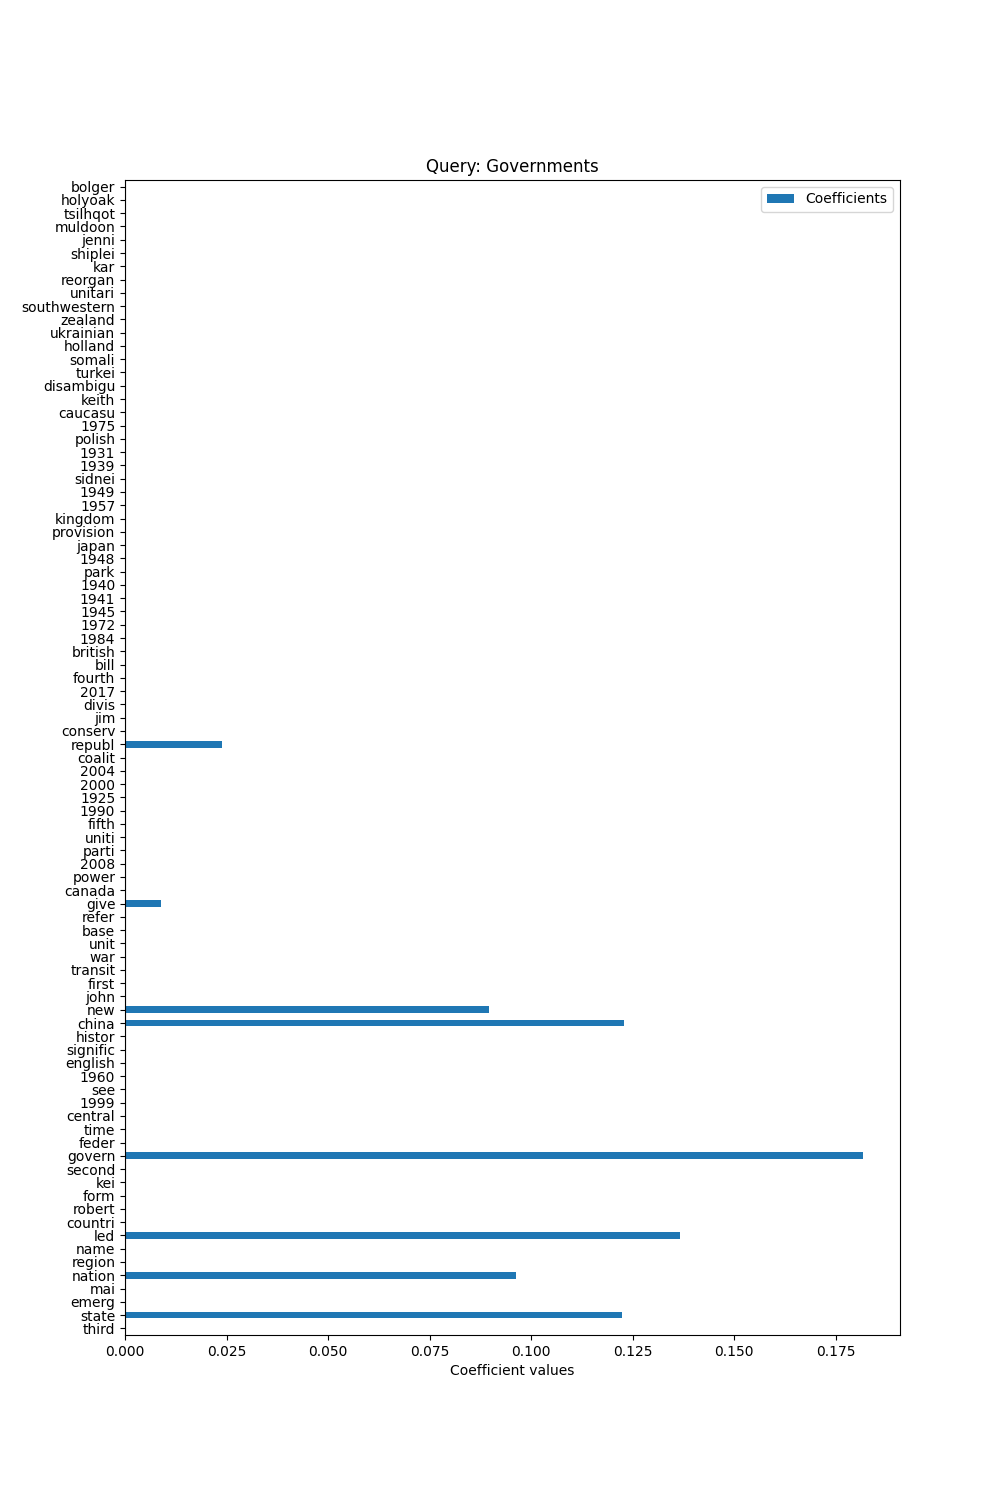 Query: Governments
Coefficients
bolger
holyoak
tsilhqot
muldoon
jenni
shiplei
kar
reorgan
unitari
southwestern
zealand
ukrainian
holland
somali
turkei
disambigu
keith
caucasu
1975
polish
1931
1939
sidnei
1949
1957
kingdom
provision
japan
1948
park
1940
1941
1945
1972
1984
british
bill
fourth
2017
divis
jim
conserv
republ
coalit
2004
2000
1925
1990
fifth
uniti
parti
2008
power
canada
give
refer
base
unit
war
transit
first
john
new
china
histor
signific
english
1960
see
1999
central
time
feder
govern
second
kei
form
robert
countri
led
name
region
nation
mai
emerg
state
third
0.000 0.025 0.050 0.075 0.100 0.125 0.150 0.175
Coefficient values